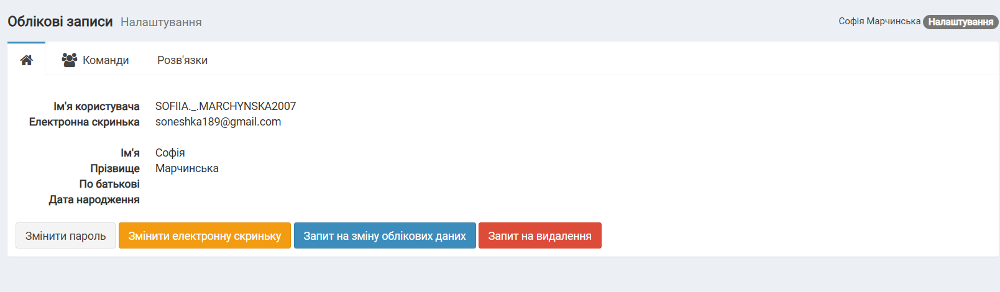 Облікові записи Налаштування
Софія Марчинська Налаштування
Команди Розв'язки
Ім'я користувача SOFIIA._.MARCHYNSKA2007
Електронна скринька soneshka189@gmail.com
Ім'я Софія
Прізвище Марчинська
По батькові
Дата народження
Змінити пароль Змінити електронну скриньку Запит на зміну облікових даних Запит на видалення